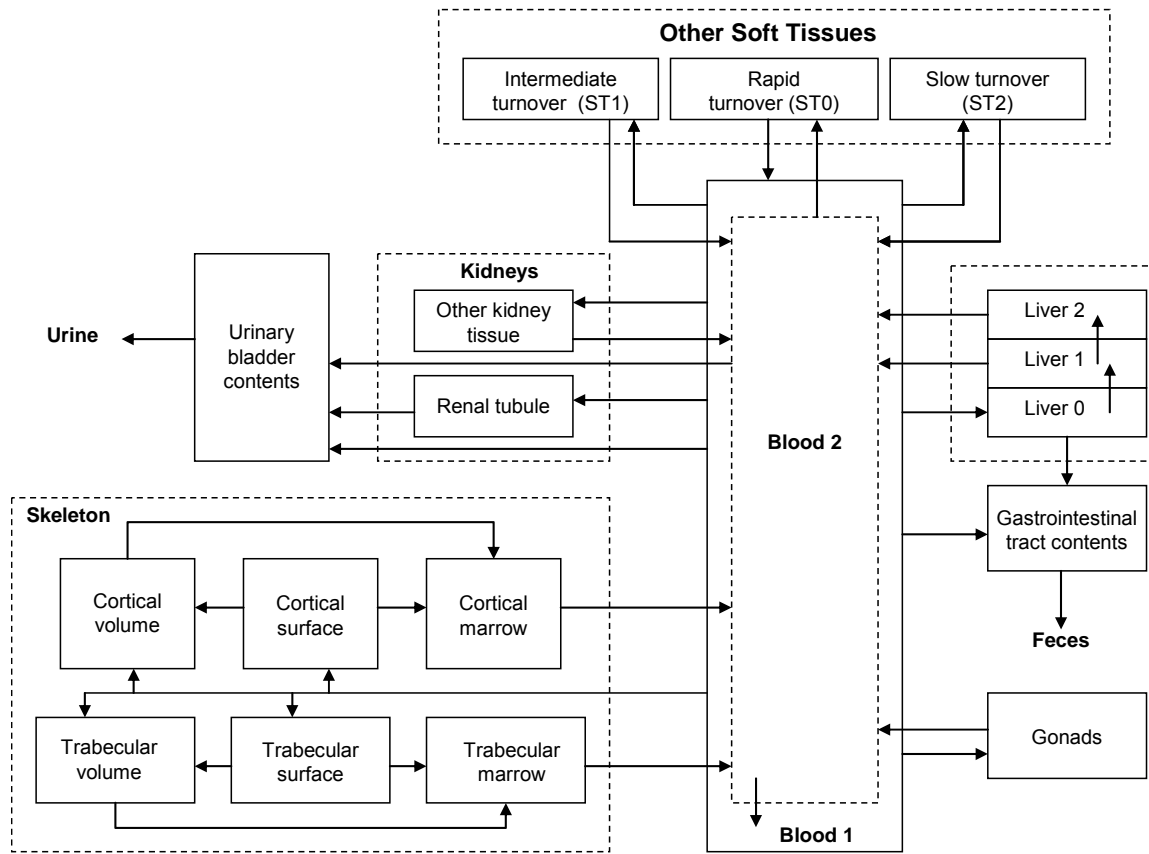 Other Soft Tissues
Intermediate
turnover (ST1)
Rapid
turnover (ST0)
Slow turnover
(ST2)
Kidneys
Other kidney
tissue
Renal tubule
Urinary
bladder
contents
Urine
Liver 2
Liver 1
Liver 0
Blood 2
Gastrointestinal
tract contents
Feces
Skeleton
Cortical
volume
Cortical
surface
Cortical
marrow
Trabecular
volume
Trabecular
surface
Trabecular
marrow
Gonads
Blood 1